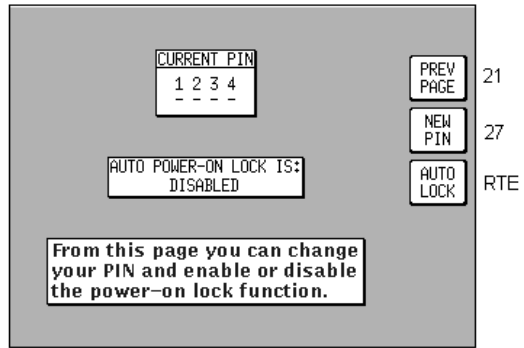 CURRENT PIN
1 2 3 4
PREV
PAGE
21
NEW
PIN
27
AUTO POWER-ON LOCK IS:
DISABLED
AUTO
LOCK
RTE
From this page you can change
your PIN and enable or disable
the power-on lock function.